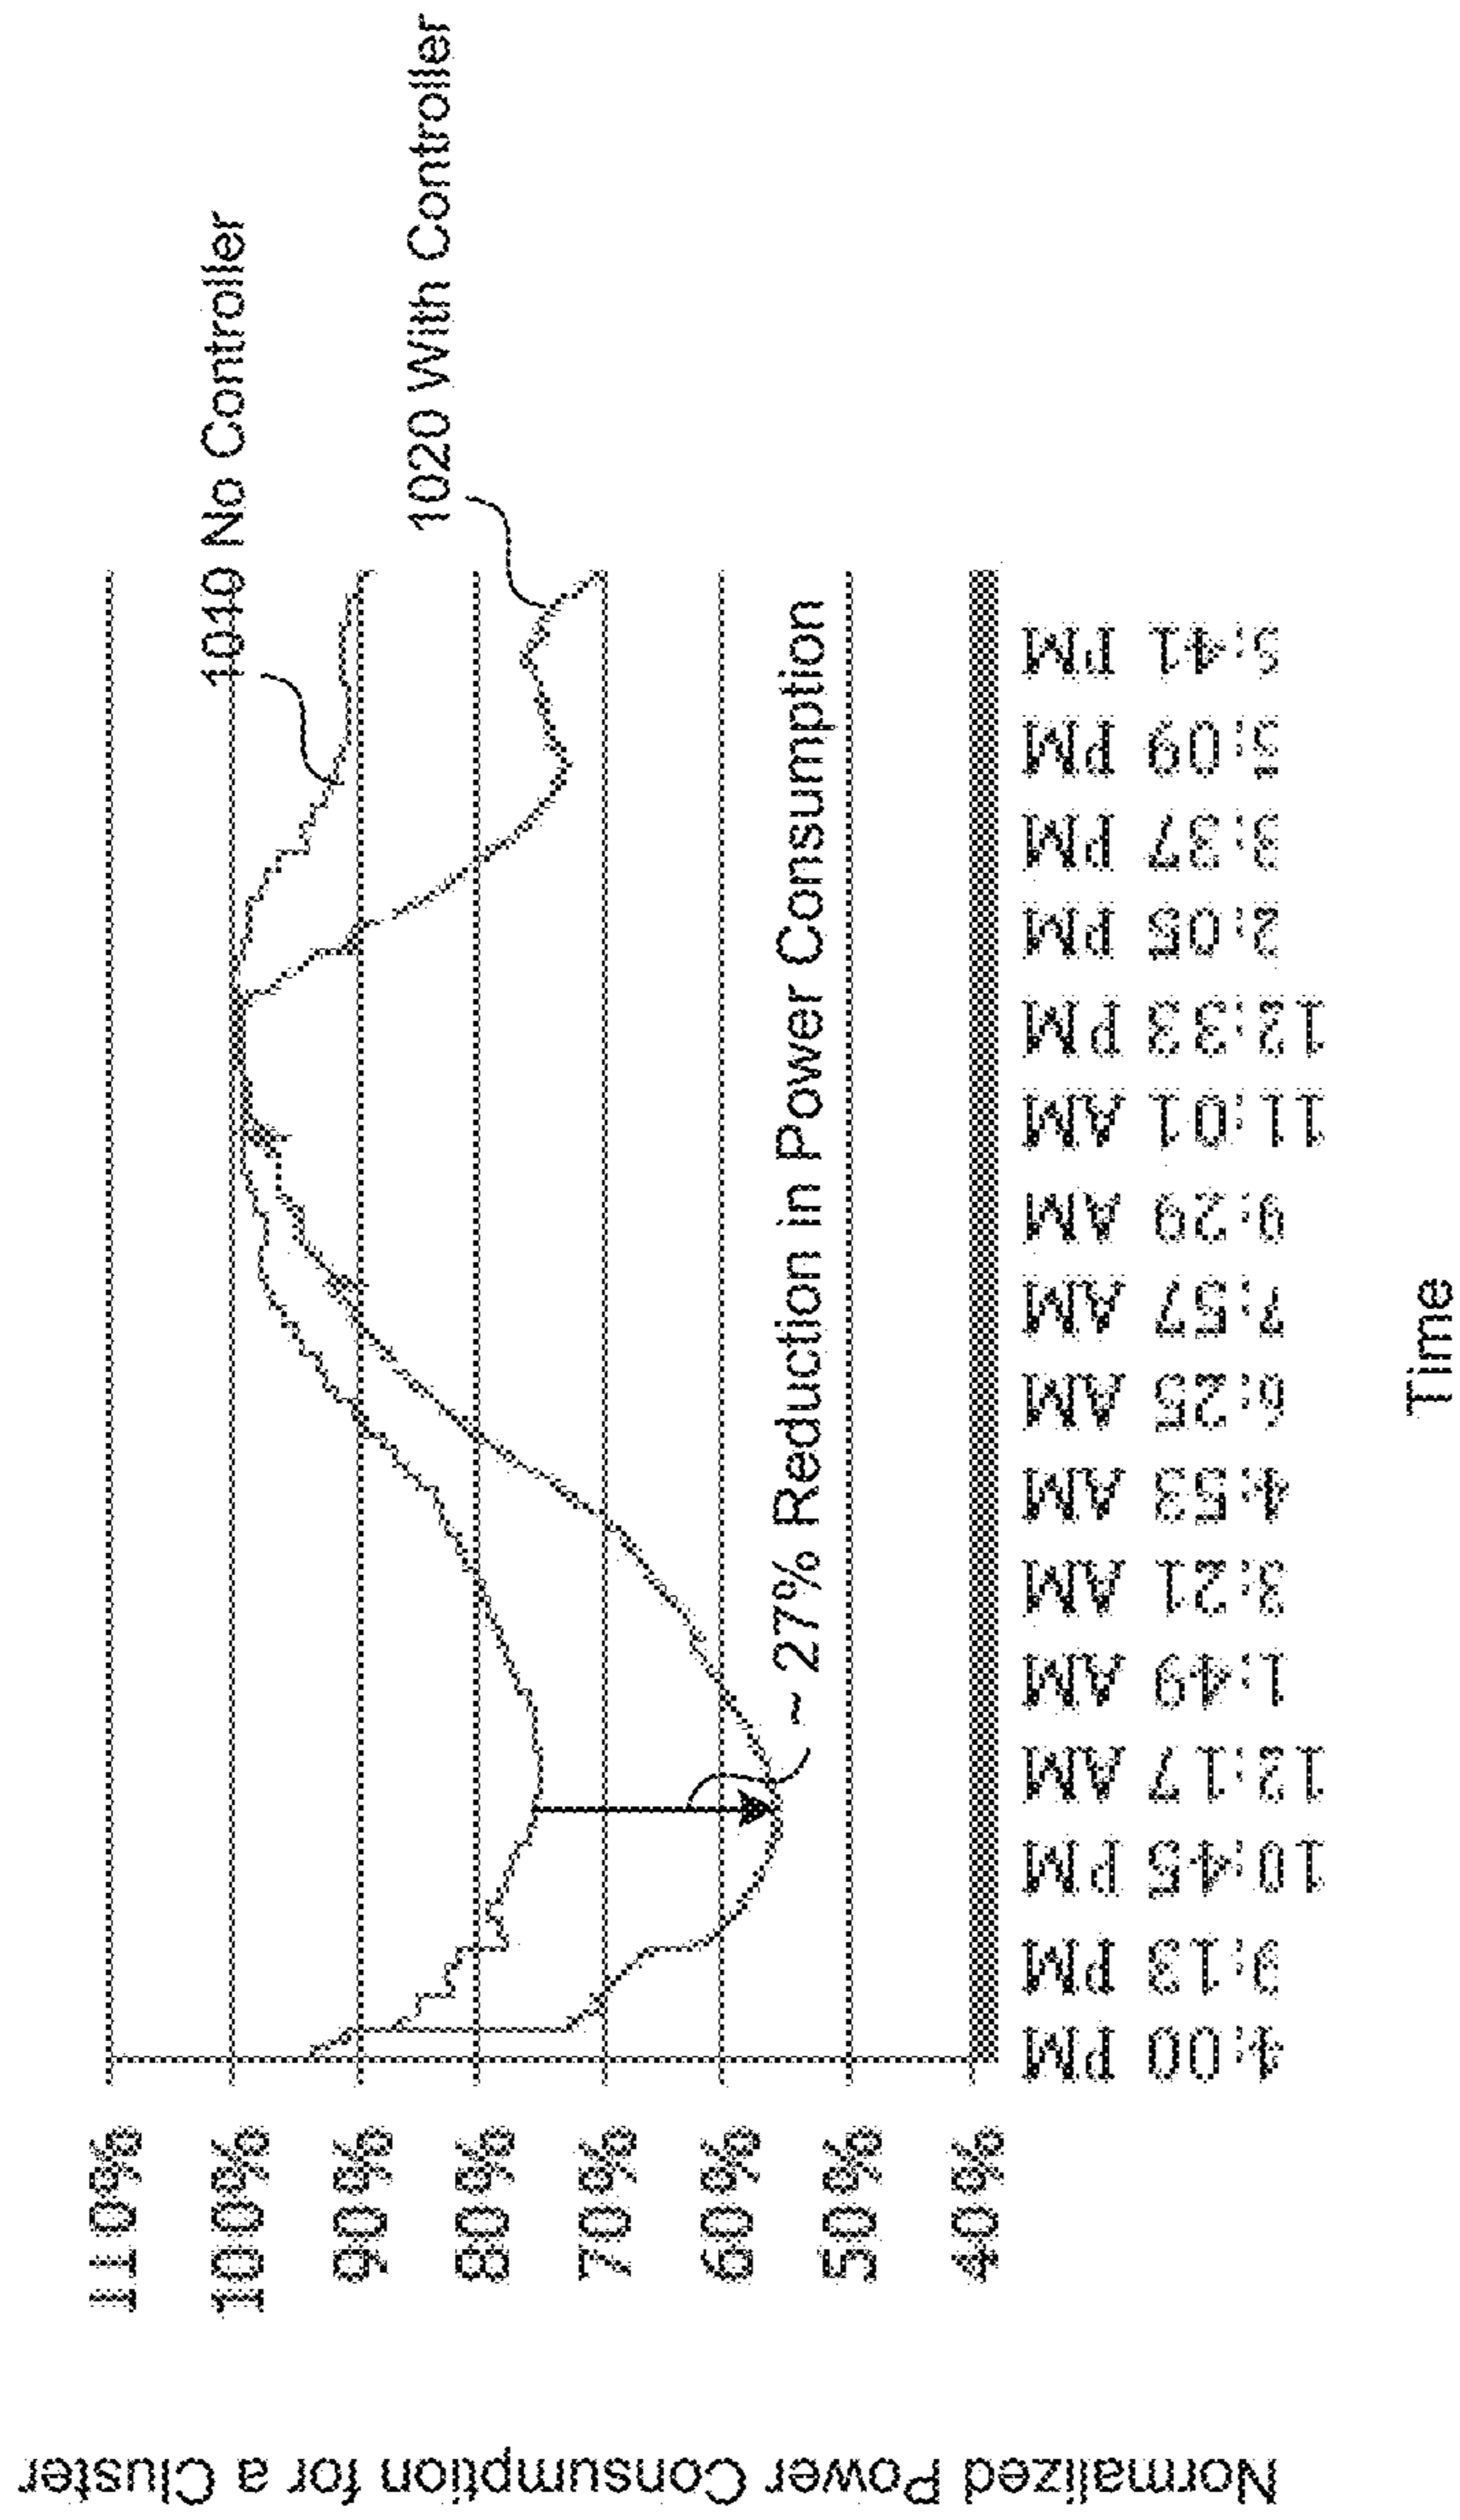 Normalized Power Consumption for a Cluster
110%
100%
90%
80%
70%
60%
50%
40%
1010 No Controller
1020 With Controller
~ 27% Reduction in Power Consumption
4:00 PM
9:13 PM
10:45 PM
12:17 AM
1:49 AM
3:21 AM
4:53 AM
6:25 AM
7:57 AM
9:29 AM
11:01 AM
12:33 PM
2:05 PM
3:37 PM
5:09 PM
5:41 PM
Time